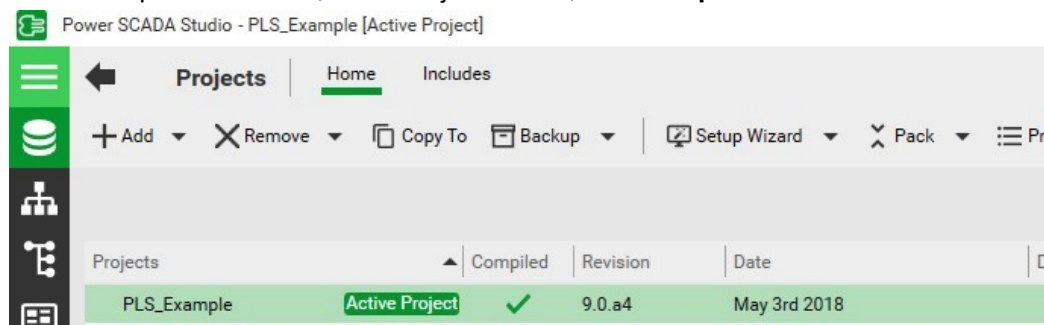 Power SCADA Studio - PLS_Example [Active Project]
Projects Home Includes
Add Remove Copy To Backup Setup Wizard Pack
Projects Compiled Revision Date
PLS_Example Active Project 9.0.a4 May 3rd 2018